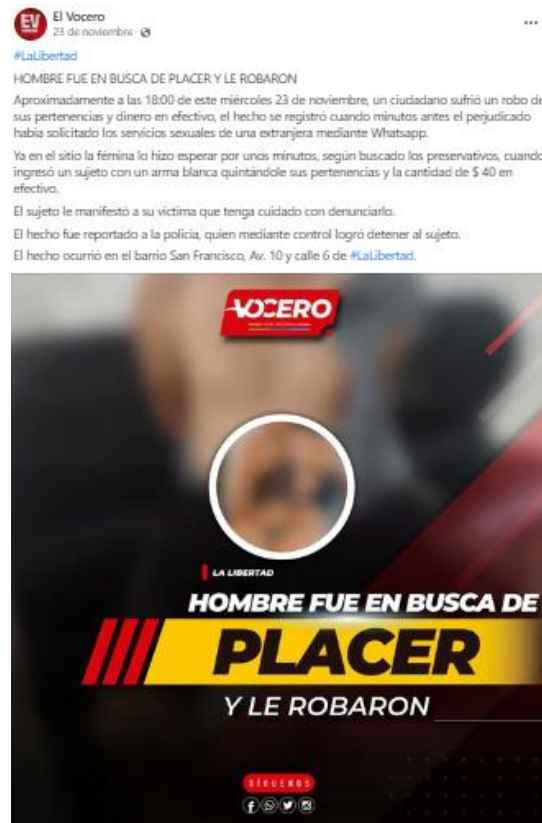 EV
VOCERO
El Vocero
23 de noviembre ·
#LaLibertad
HOMBRE FUE EN BUSCA DE PLACER Y LE ROBARON
Aproximadamente a las 18:00 de este miércoles 23 de noviembre, un ciudadano sufrió un robo de
sus pertenencias y dinero en efectivo, el hecho se registró cuando minutos antes el perjudicado
había solicitado los servicios sexuales de una extranjera mediante Whatsapp.
Ya en el sitio la fémina lo hizo esperar por unos minutos, según buscado los preservativos, cuando
ingresó un sujeto con un arma blanca quintándole sus pertenencias y la cantidad de $ 40 en
efectivo.
El sujeto le manifestó a su victima que tenga cuidado con denunciarlo.
El hecho fue reportado a la policía, quien mediante control logró detener al sujeto.
El hecho ocurrió en el barrio San Francisco, Av. 10 y calle 6 de #LaLibertad.
VOCERO
LA LIBERTAD
HOMBRE FUE EN BUSCA DE
PLACER
Y LE ROBARON
SÍGUENOS